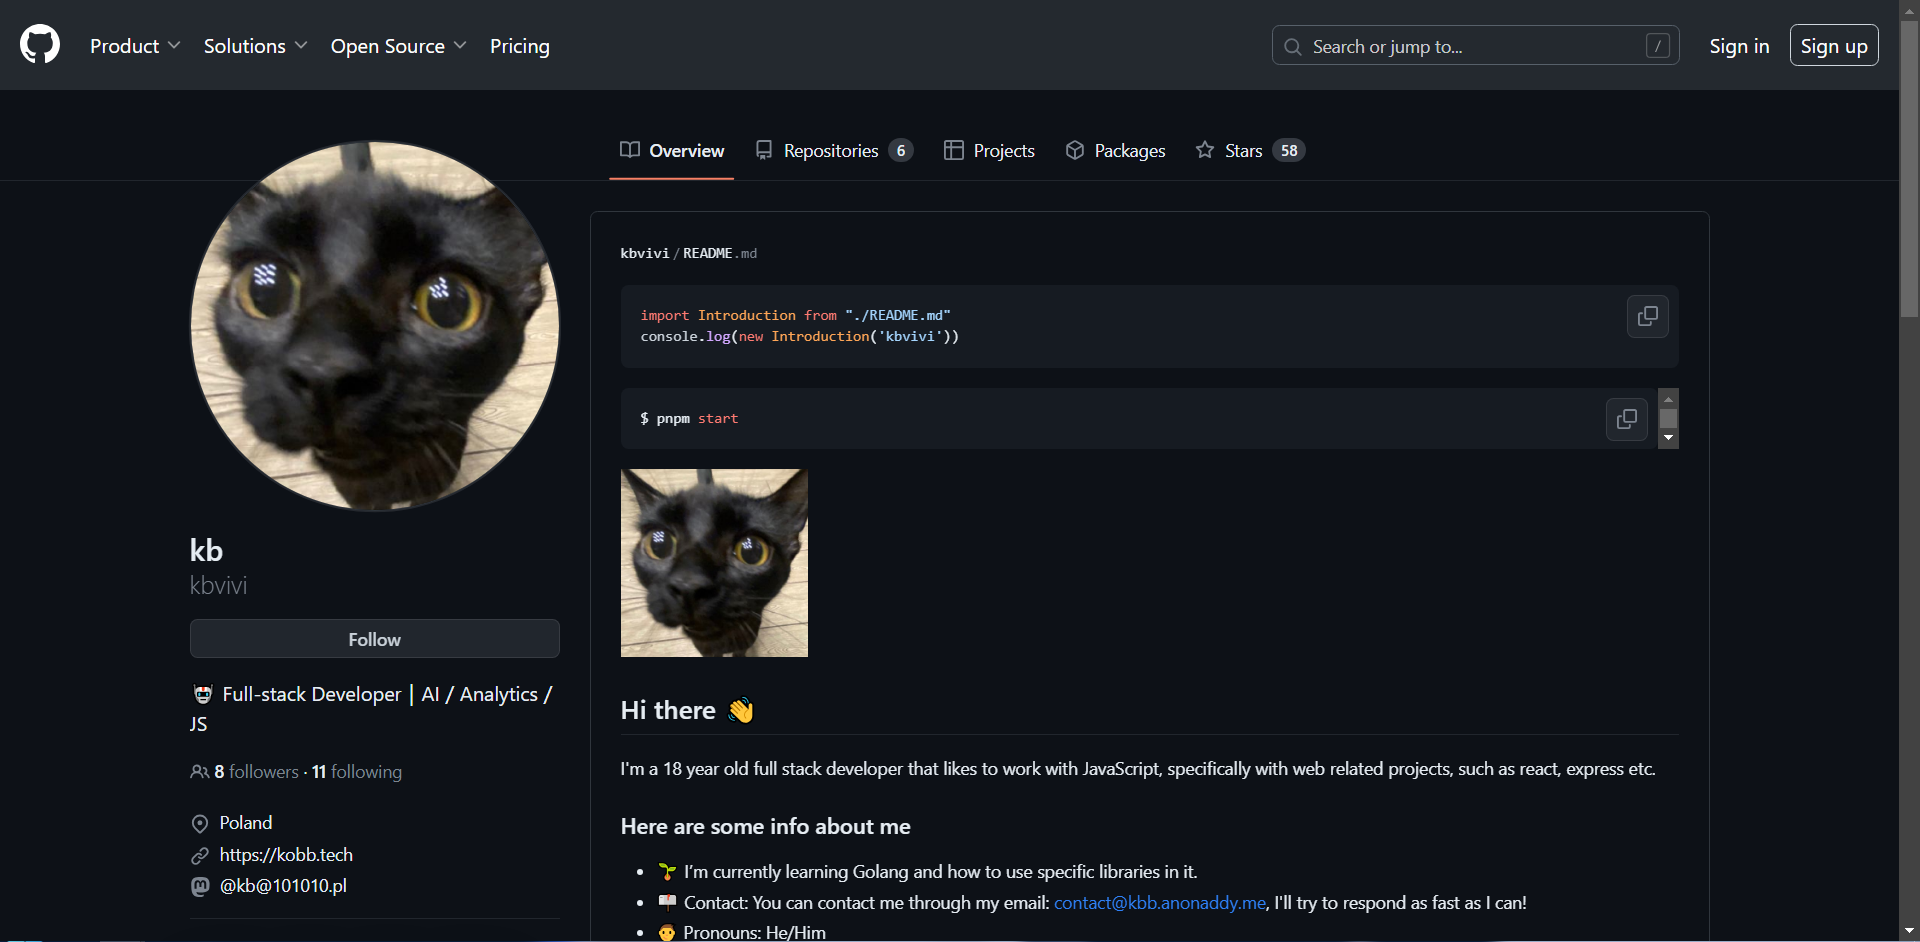 Product Solutions Open Source Pricing Search or jump to... / Sign in Sign up
Overview Repositories 6 Projects Packages Stars 58
kb
kbvivi
Follow
🤖 Full-stack Developer | AI / Analytics /
JS
8 followers · 11 following
Poland
https://kobb.tech
@kb@101010.pl
kbvivi/README.md
import Introduction from "./README.md"
console.log(new Introduction('kbvivi'))
$ pnpm start
Hi there 👋
I'm a 18 year old full stack developer that likes to work with JavaScript, specifically with web related projects, such as react, express etc.
Here are some info about me
• 🌱 I’m currently learning Golang and how to use specific libraries in it.
• 📫 Contact: You can contact me through my email: contact@kbb.anonaddy.me, I'll try to respond as fast as I can!
• 👨 Pronouns: He/Him